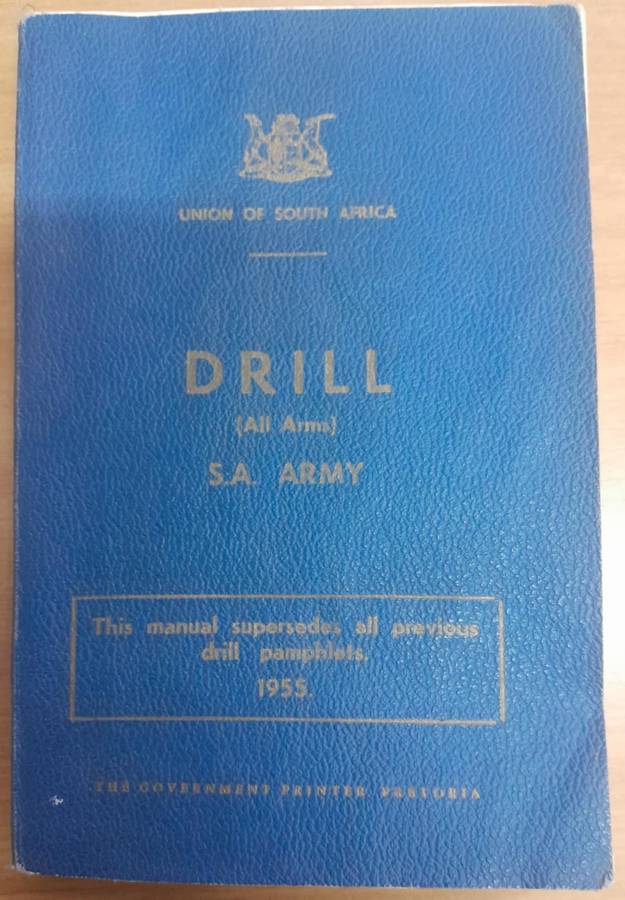 UNION OF SOUTH AFRICA
DRILL
(All Arms)
S.A. ARMY
This manual supersedes all previous
drill pamphlets.
1955.
THE GOVERNMENT PRINTER PRETORIA